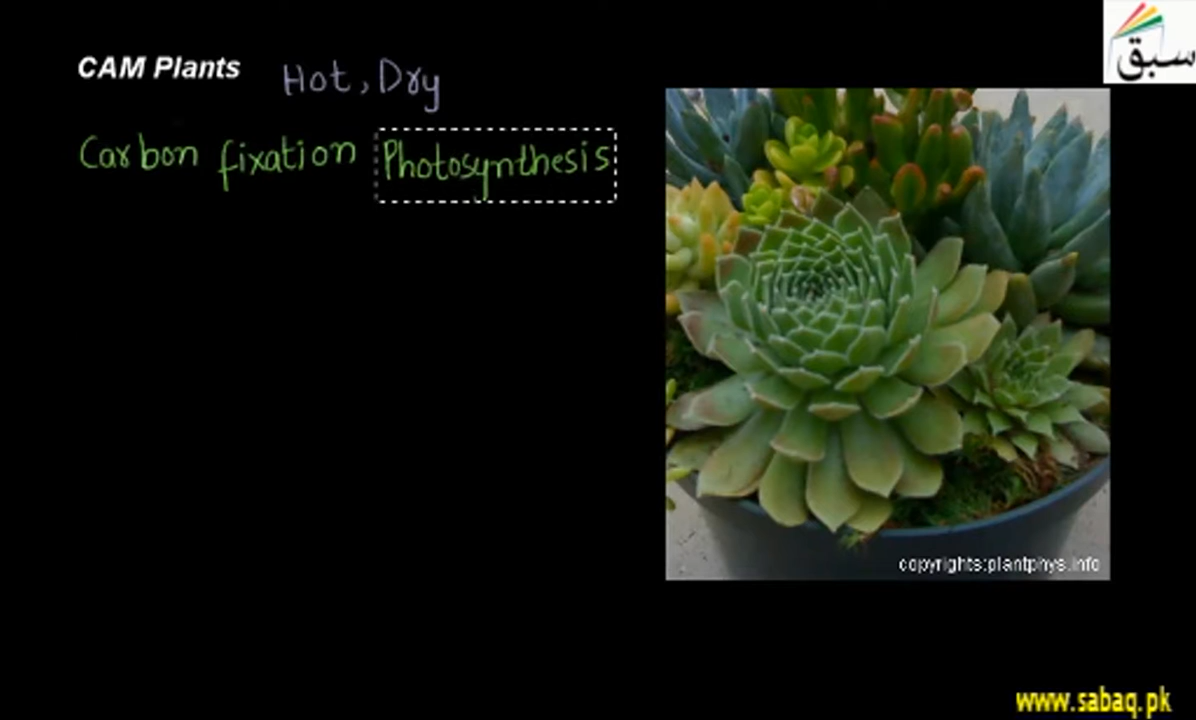 سبق
CAM Plants Hot, Dry
Carbon fixation Photosynthesis
copyrights:plantphys.info
www.sabaq.pk